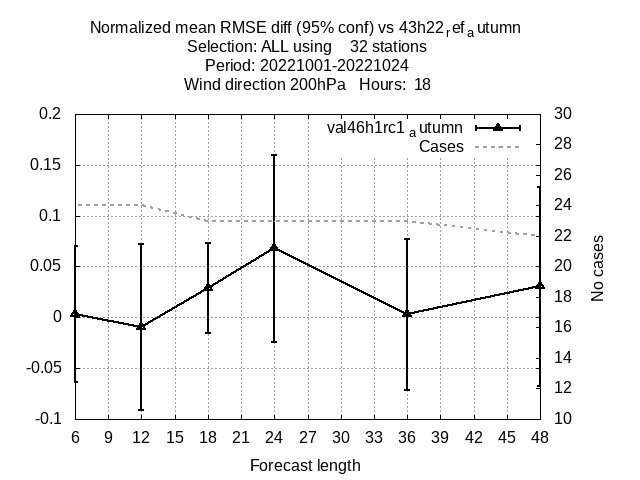 Normalized mean RMSE diff (95% conf) vs 43h22refautumn
Selection: ALL using 32 stations
Period: 20221001-20221024
Wind direction 200hPa Hours: 18
0.2
0.15
0.1
0.05
0
-0.05
-0.1
val46h1rc1autumn
Cases
30
28
26
24
22
20
18
16
14
12
10
No cases
6 9 12 15 18 21 24 27 30 33 36 39 42 45 48
Forecast length